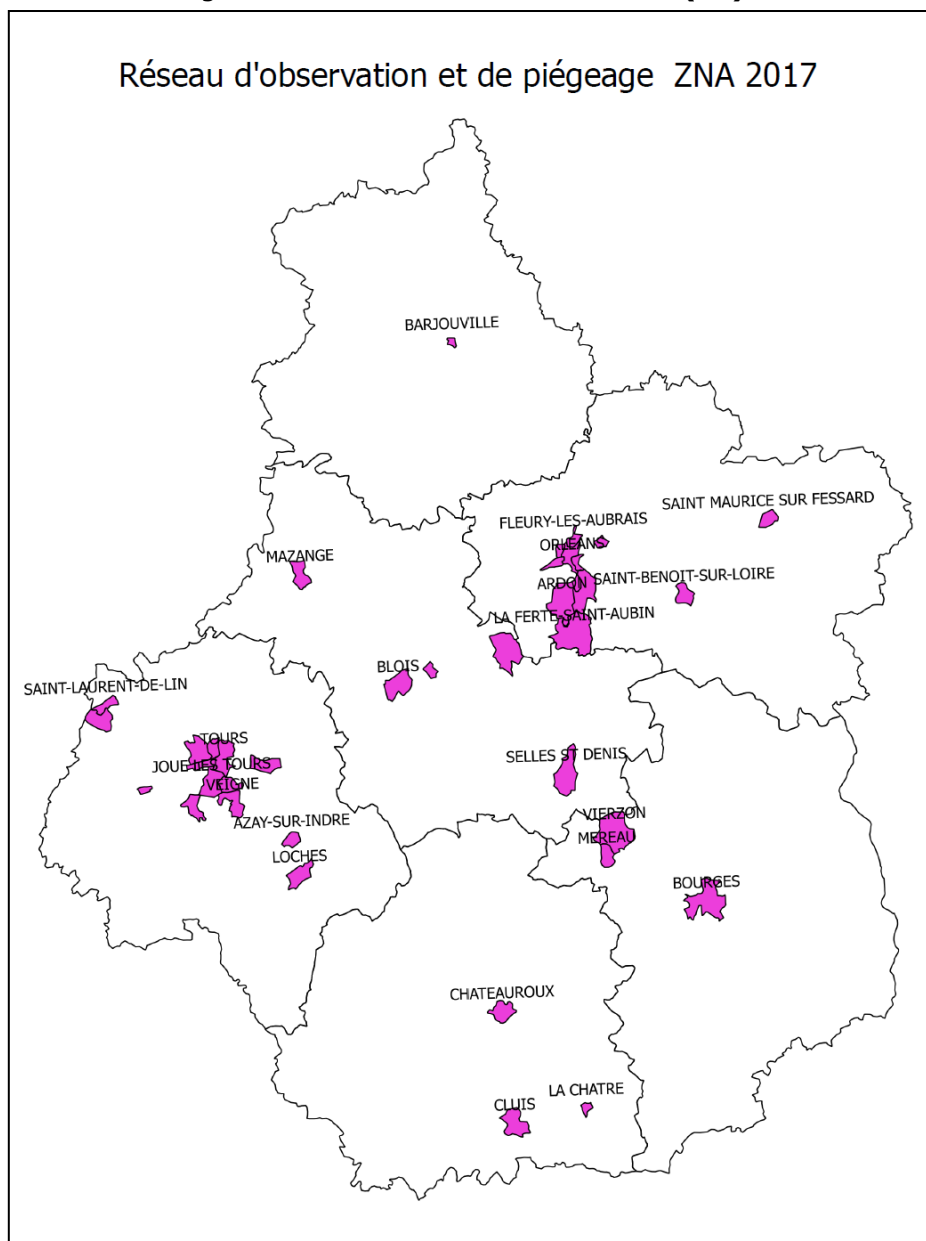 Réseau d'observation et de piégeage ZNA 2017
BARJOUVILLE
SAINT MAURICE SUR FESSARD
FLEURY-LES-AUBRAIS
ORLEANS
MAZANGE
ARDON
SAINT-BENOIT-SUR-LOIRE
LA FERTE-SAINT-AUBIN
BLOIS
SAINT-LAURENT-DE-LIN
TOURS
SELLES ST DENIS
JOUE-LES TOURS
VEIGNE
VIERZON
AZAY-SUR-INDRE
MEREAU
LOCHES
BOURGES
CHATEAUROUX
LA CHATRE
CLUIS